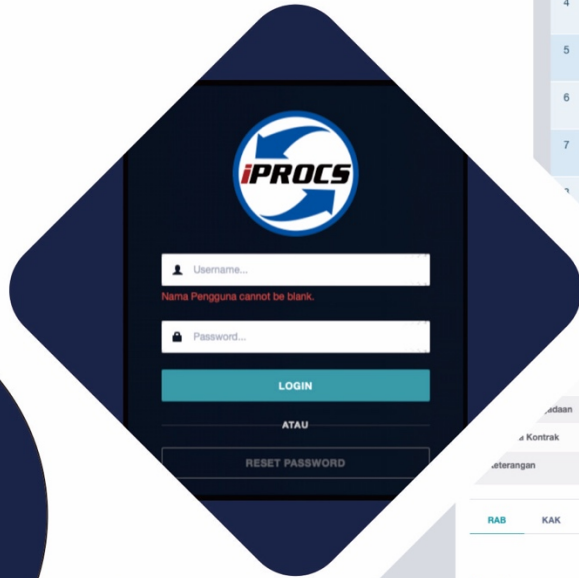 4
5
6
7
iPROCS
Username...
Nama Pengguna cannot be blank.
Password...
LOGIN
ATAU
RESET PASSWORD
Kontrak
RAB KAK